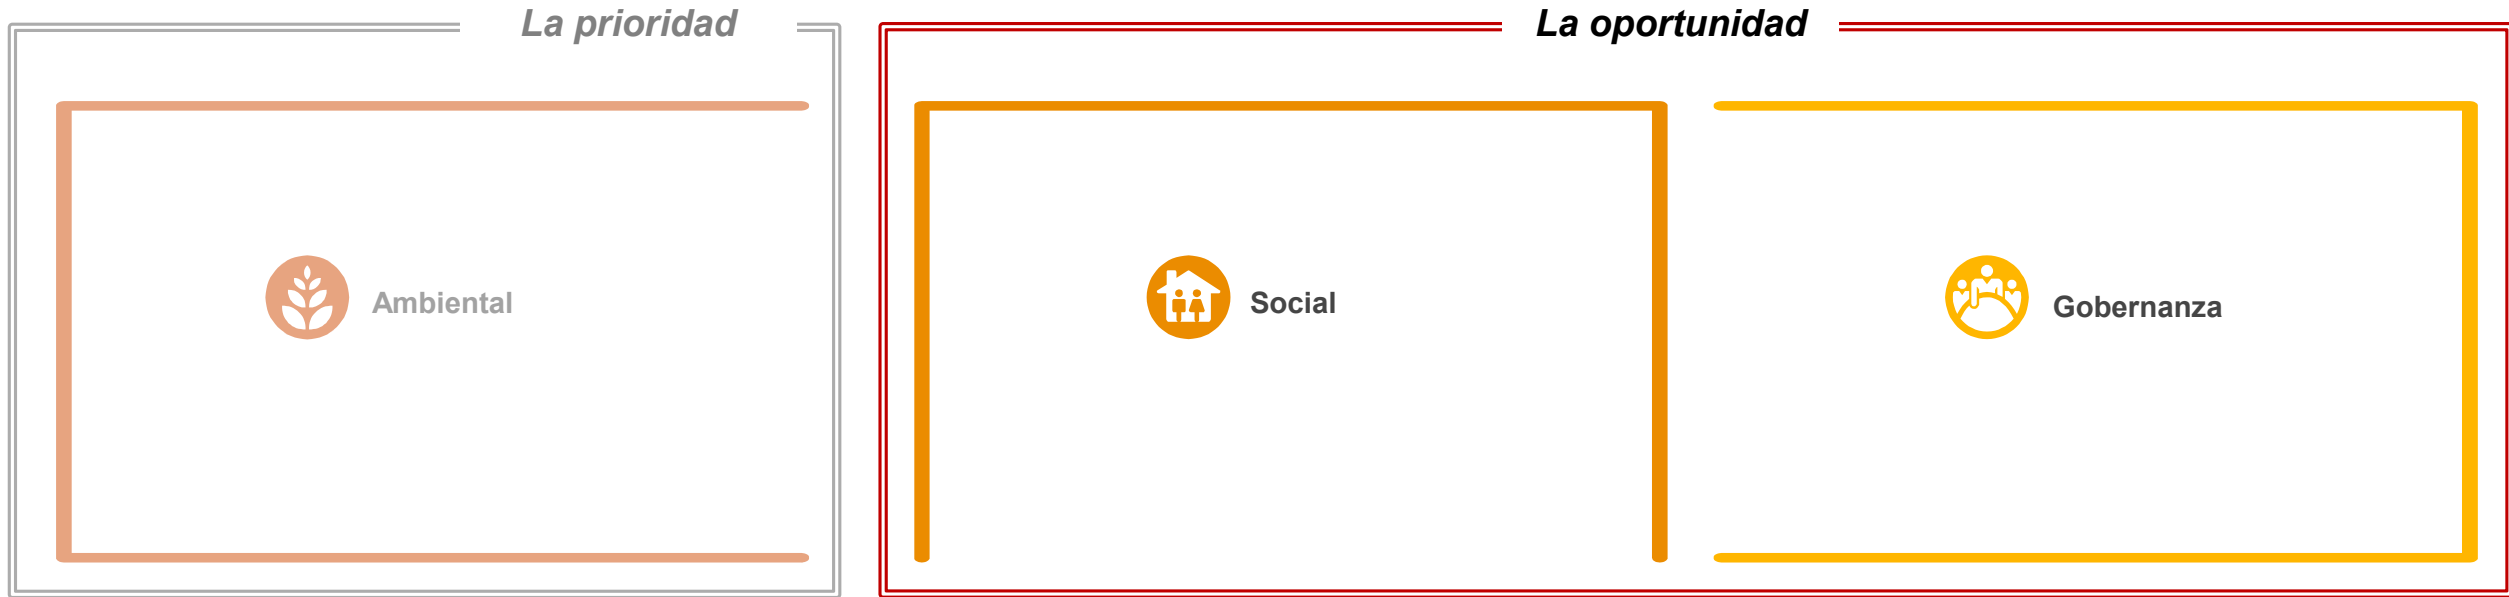 La prioridad
La oportunidad
Ambiental
Social
Gobernanza